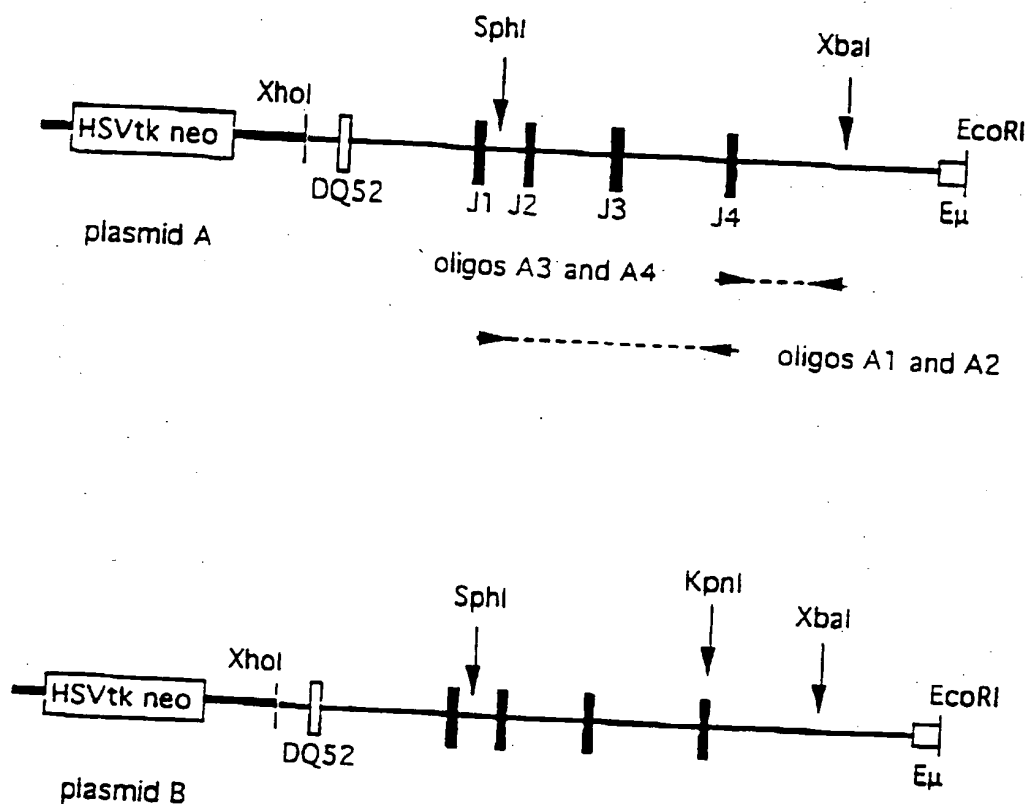 SphI
XbaI
XhoI
EcoRI
HSVtk neo
DQ52
J1 J2 J3 J4
Eμ
plasmid A
oligos A3 and A4
oligos A1 and A2
SphI
KpnI
XbaI
XhoI
EcoRI
HSVtk neo
DQ52
Eμ
plasmid B